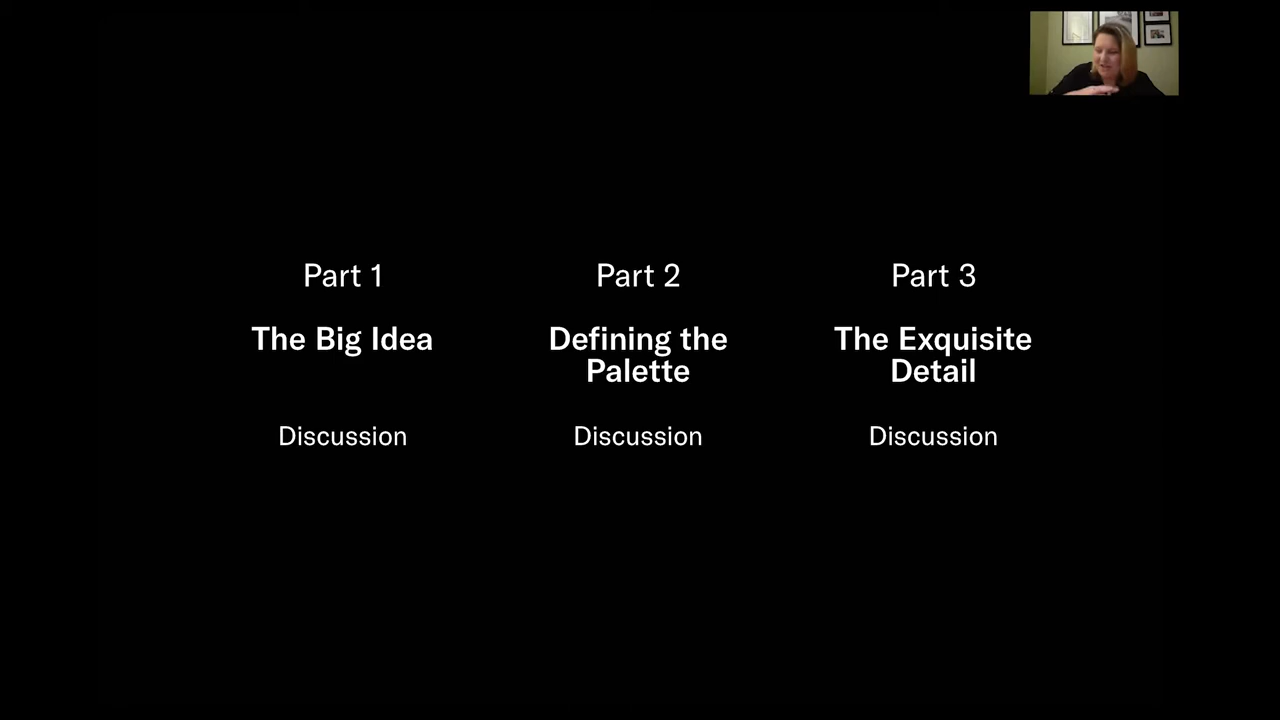 Part 1
The Big Idea
Discussion
Part 2
Defining the
Palette
Discussion
Part 3
The Exquisite
Detail
Discussion